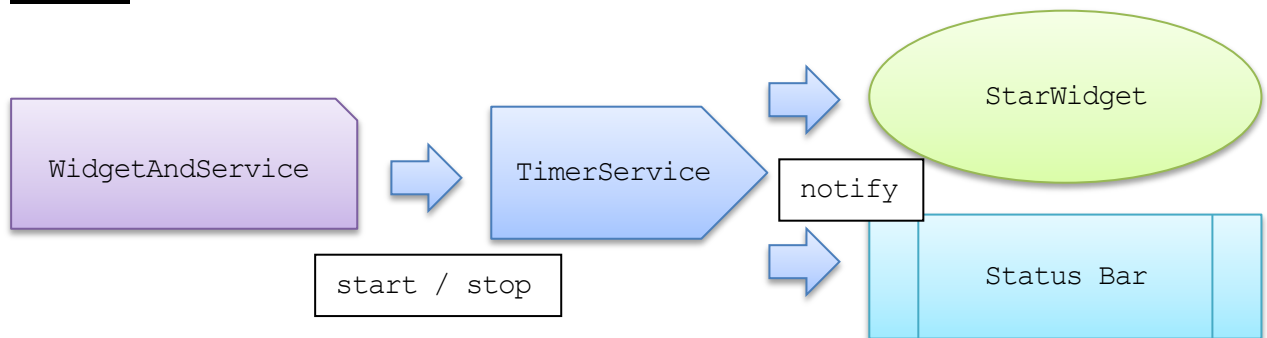 WidgetAndService
start / stop
TimerService
notify
StarWidget
Status Bar